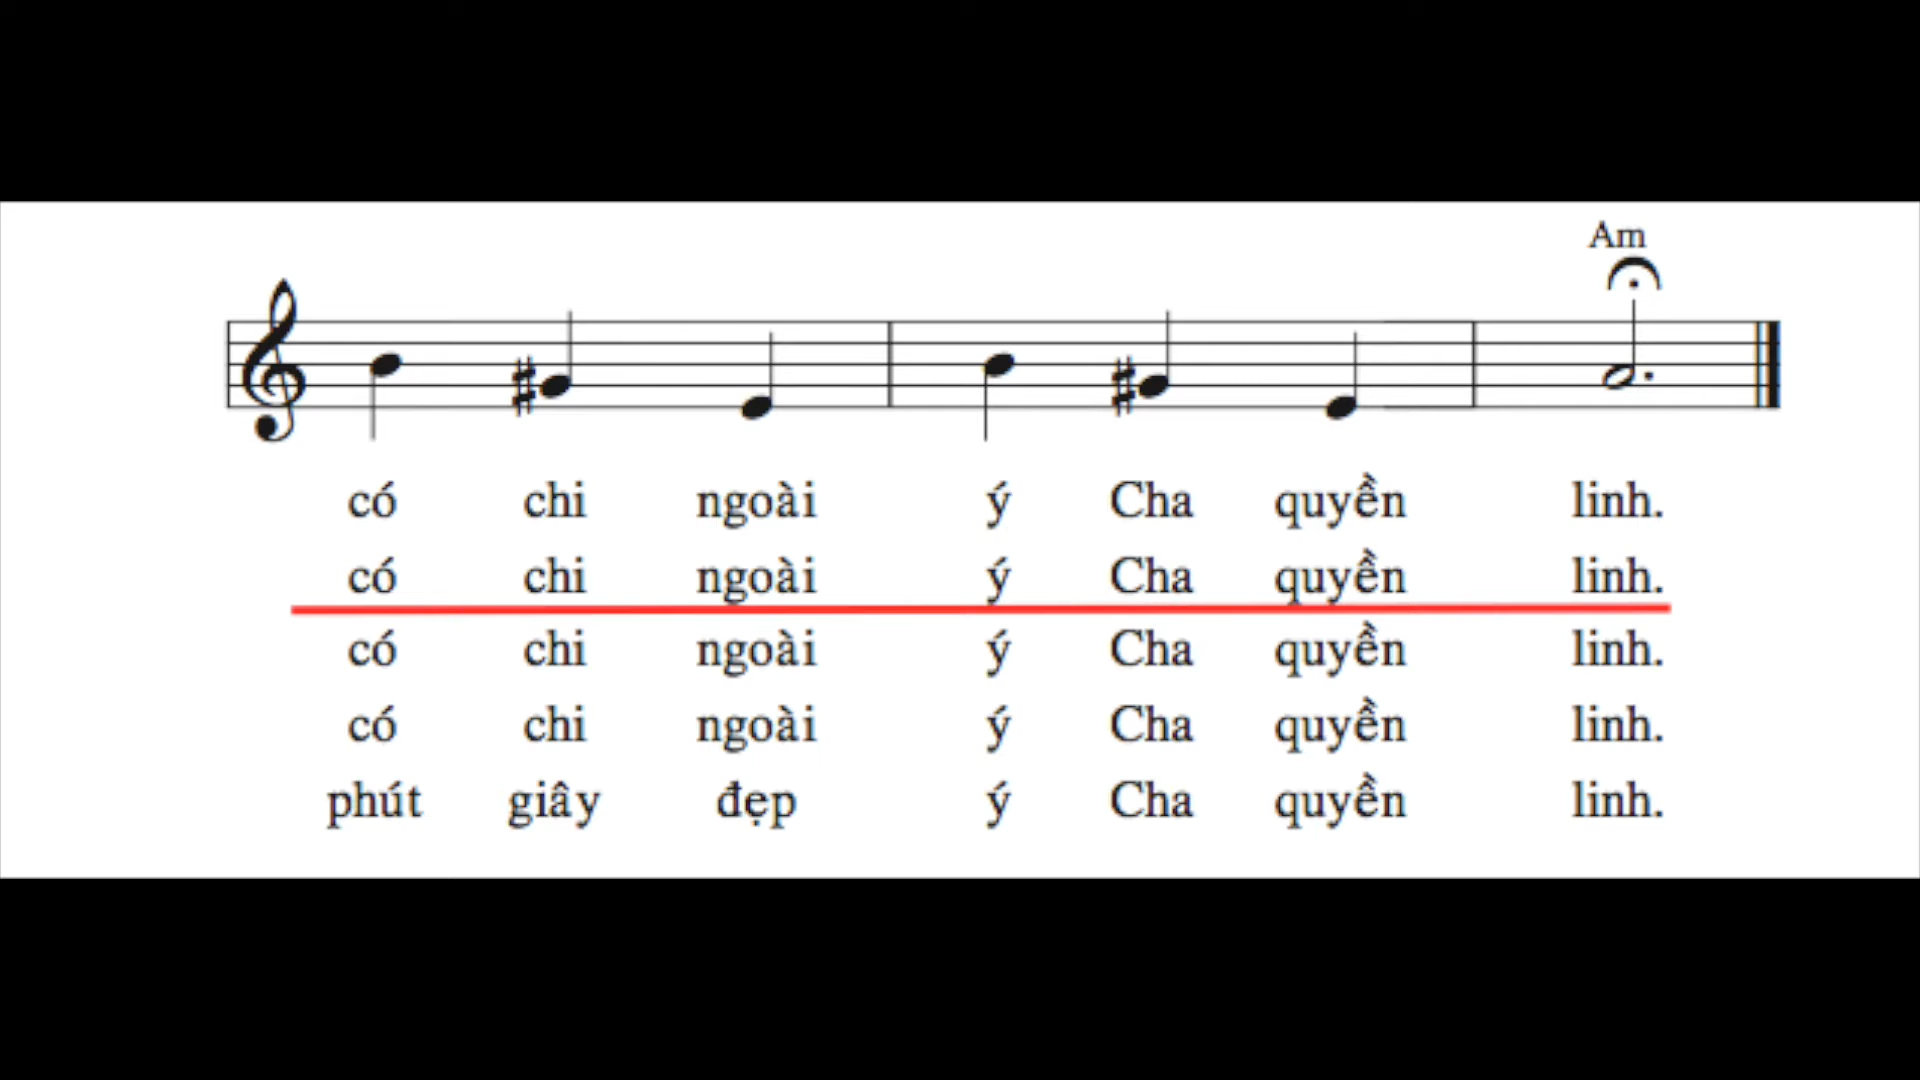 Am
có chi ngoài ý Cha quyền linh.
có chi ngoài ý Cha quyền linh.
có chi ngoài ý Cha quyền linh.
có chi ngoài ý Cha quyền linh.
phút giây đẹp ý Cha quyền linh.